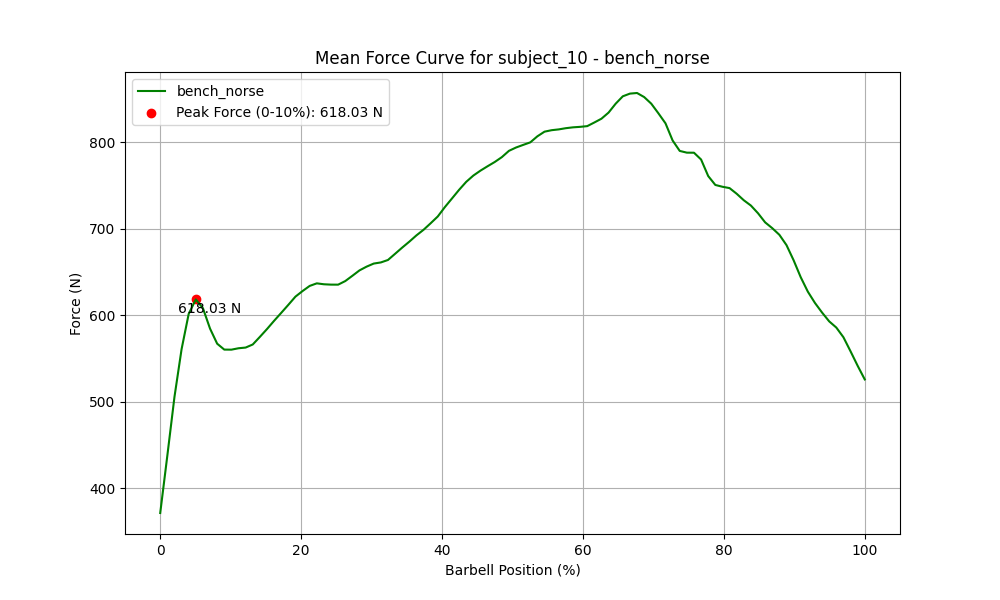 Mean Force Curve for subject_10 - bench_norse
bench_norse
Peak Force (0-10%): 618.03 N
800
700
600
500
400
Force (N)
618.03 N
0
20
40
60
80
100
Barbell Position (%)